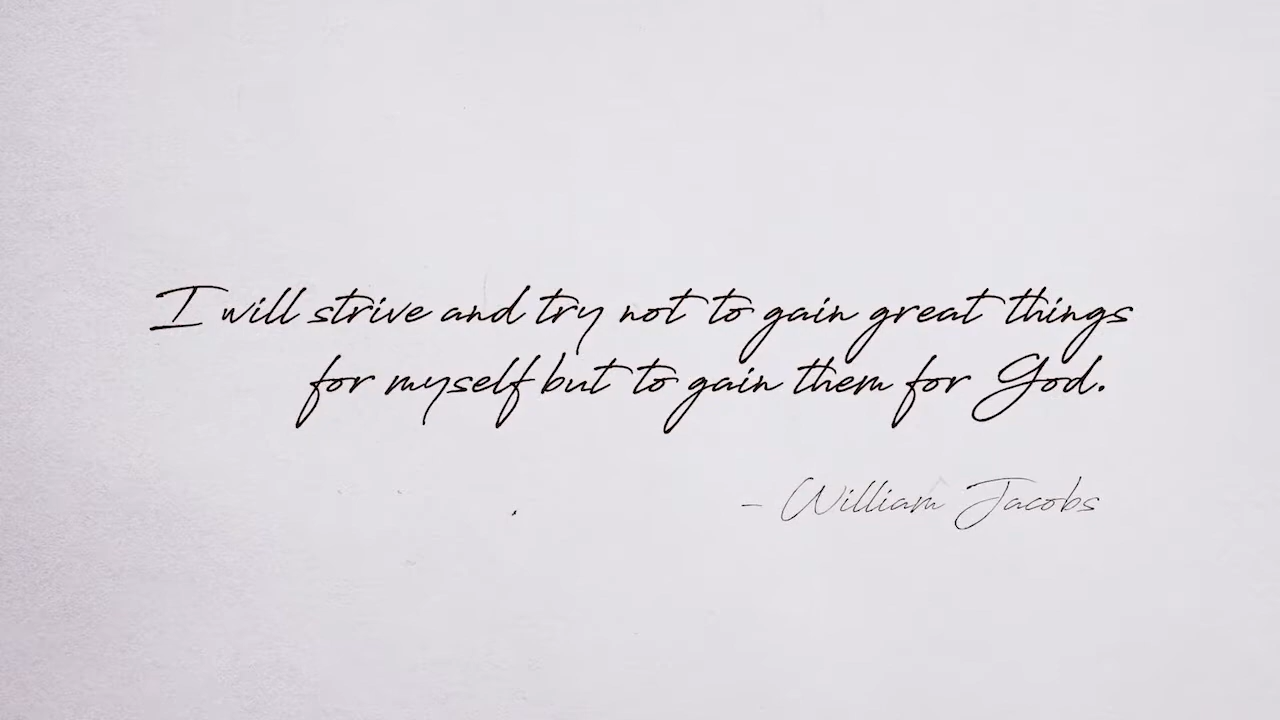 I will strive and try not to gain great things
for myself but to gain them for God.
- William Jacobs